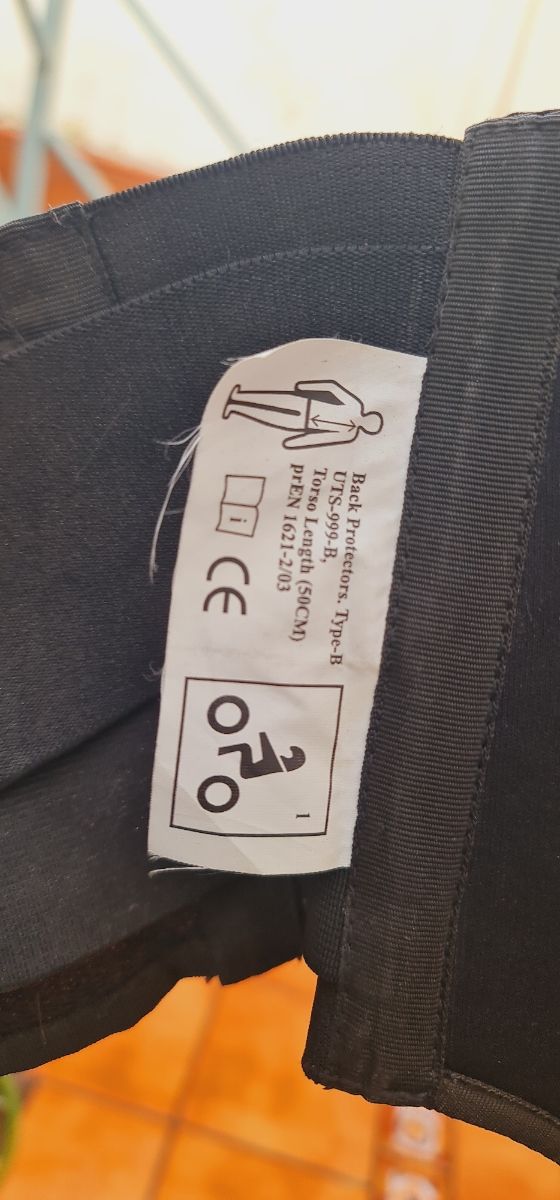 Back Protectors. Type-B
UTS-999-B,
Torso Length (50CM)
prEN 1621-2/03
i
CE
1